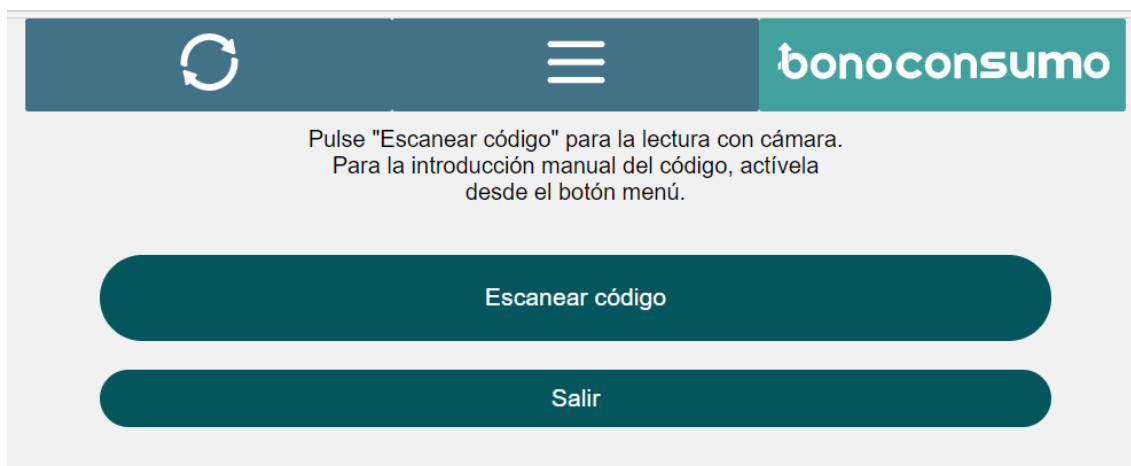 bonoconsumo
Pulse "Escanear código" para la lectura con cámara.
Para la introducción manual del código, actívela
desde el botón menú.
Escanear código
Salir